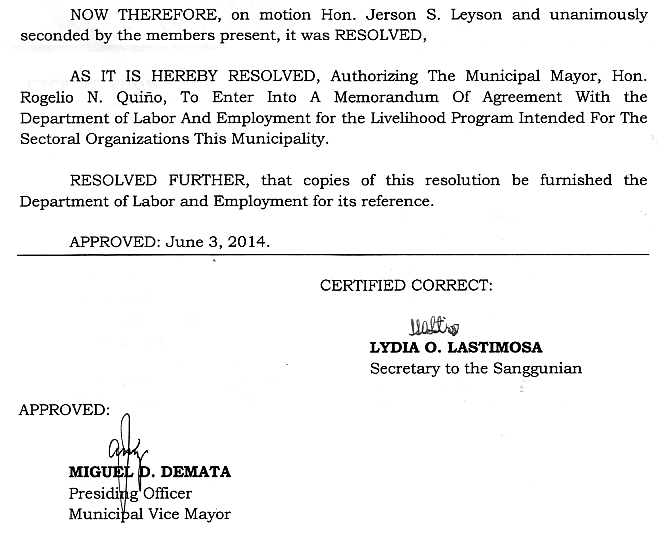 NOW THEREFORE, on motion Hon. Jerson S. Leyson and unanimously
seconded by the members present, it was RESOLVED,
AS IT IS HEREBY RESOLVED, Authorizing The Municipal Mayor, Hon.
Rogelio N. Quiño, To Enter Into A Memorandum Of Agreement With the
Department of Labor And Employment for the Livelihood Program Intended For The
Sectoral Organizations This Municipality.
RESOLVED FURTHER, that copies of this resolution be furnished the
Department of Labor and Employment for its reference.
APPROVED: June 3, 2014.
CERTIFIED CORRECT:
LYDIA O. LASTIMOSA
Secretary to the Sanggunian
APPROVED:
MIGUEL D. DEMATA
Presiding Officer
Municipal Vice Mayor